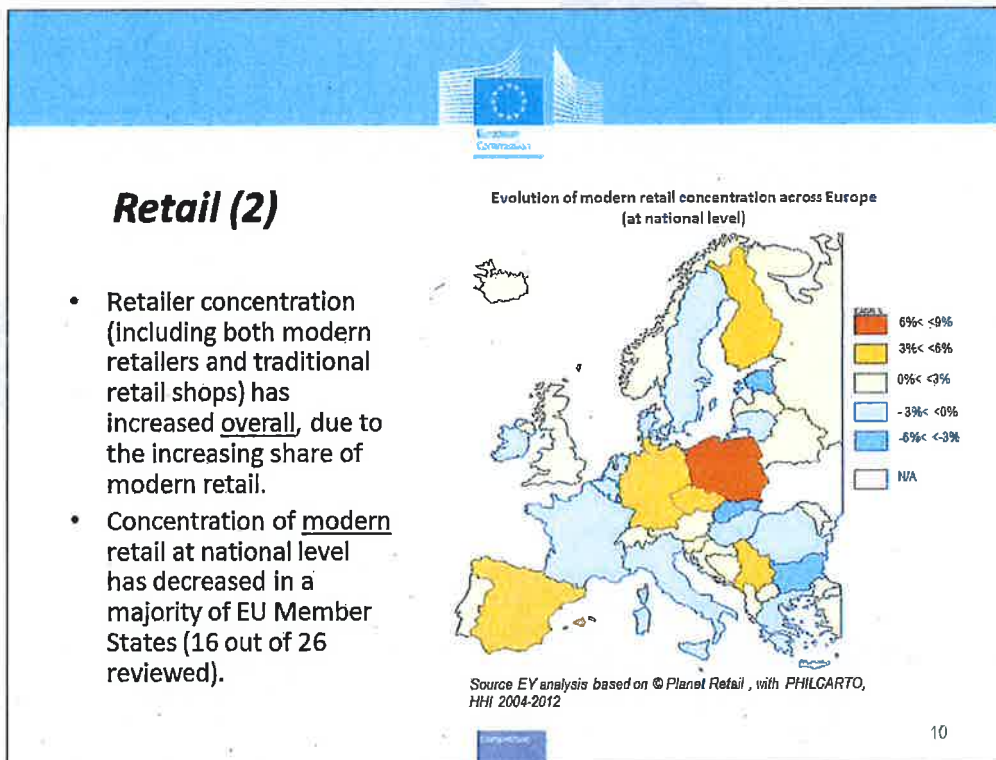 European
Commission
Retail (2)
• Retailer concentration
(including both modern
retailers and traditional
retail shops) has
increased overall, due to
the increasing share of
modern retail.
• Concentration of modern
retail at national level
has decreased in a
majority of EU Member
States (16 out of 26
reviewed).
Evolution of modern retail concentration across Europe
(at national level)
6%< <9%
3%< <6%
0%< <3%
-3%< <0%
-6%< <-3%
N/A
Source EY analysis based on © Planet Retail , with PHILCARTO,
HHI 2004-2012
10